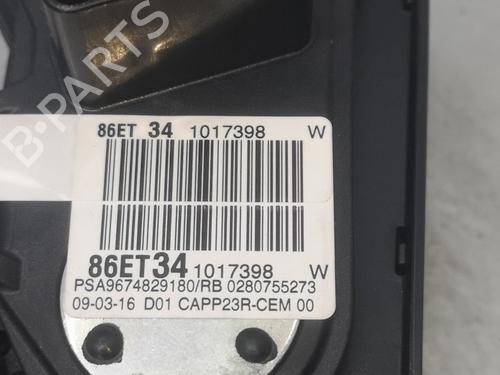 B-PARTS
86ET 34 1017398 W
86ET34 1017398 W
PSA9674829180/RB 0280755273
09-03-16 D01 CAPP23R-CEM 00